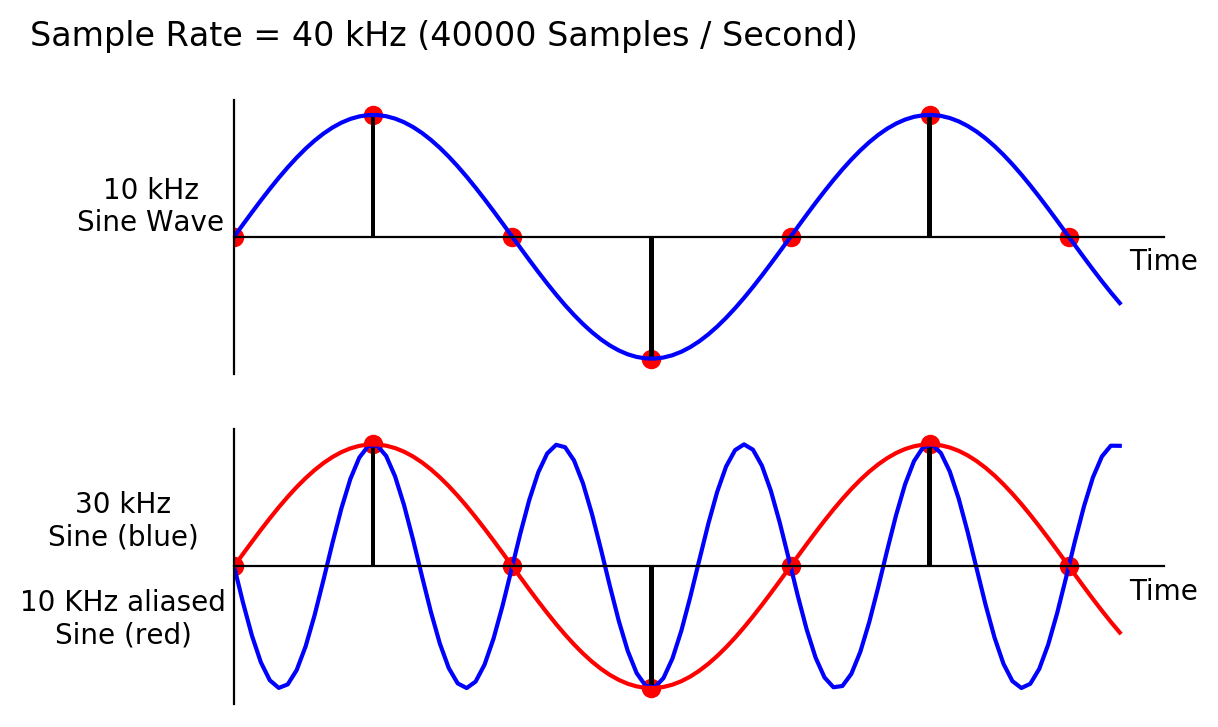 Sample Rate = 40 kHz (40000 Samples / Second)
10 kHz
Sine Wave
Time
30 kHz
Sine (blue)
10 KHz aliased
Sine (red)
Time